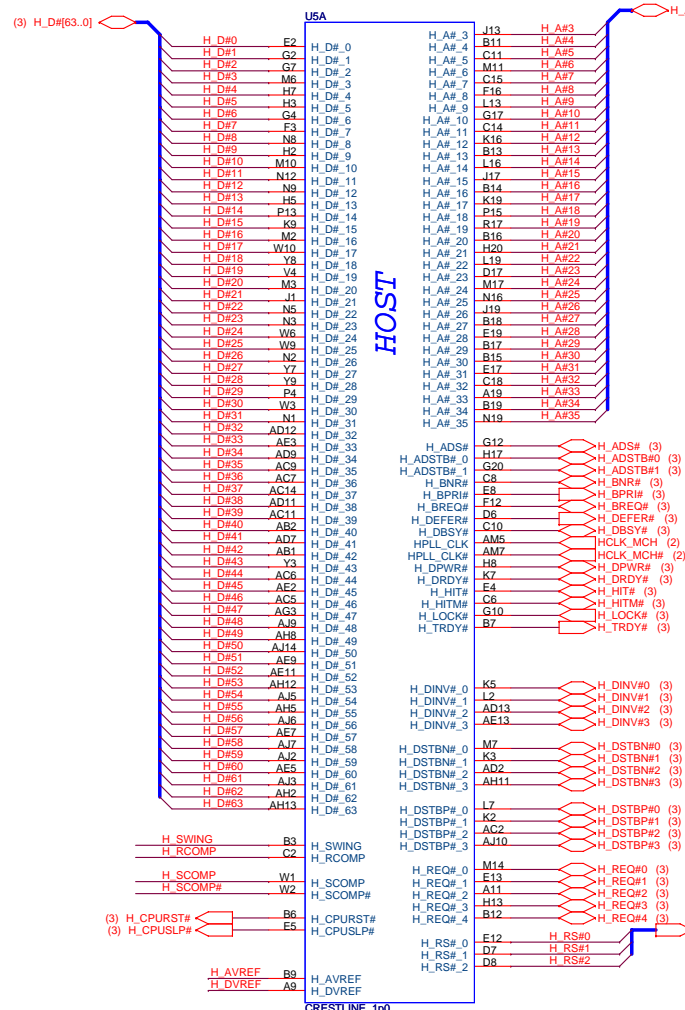 (3) H_D#[63..0]
U5A
H_D#0 E2 H_D#_0
H_D#1 G2 H_D#_1
H_D#2 G7 H_D#_2
H_D#3 M6 H_D#_3
H_D#4 H7 H_D#_4
H_D#5 H3 H_D#_5
H_D#6 G4 H_D#_6
H_D#7 F3 H_D#_7
H_D#8 N8 H_D#_8
H_D#9 H2 H_D#_9
H_D#10 M10 H_D#_10
H_D#11 N12 H_D#_11
H_D#12 N9 H_D#_12
H_D#13 H5 H_D#_13
H_D#14 P13 H_D#_14
H_D#15 K9 H_D#_15
H_D#16 M2 H_D#_16
H_D#17 W10 H_D#_17
H_D#18 Y8 H_D#_18
H_D#19 V4 H_D#_19
H_D#20 M3 H_D#_20
H_D#21 J1 H_D#_21
H_D#22 N5 H_D#_22
H_D#23 N3 H_D#_23
H_D#24 W6 H_D#_24
H_D#25 W9 H_D#_25
H_D#26 N2 H_D#_26
H_D#27 Y7 H_D#_27
H_D#28 Y9 H_D#_28
H_D#29 P4 H_D#_29
H_D#30 W3 H_D#_30
H_D#31 N1 H_D#_31
H_D#32 AD12 H_D#_32
H_D#33 AE3 H_D#_33
H_D#34 AD9 H_D#_34
H_D#35 AC9 H_D#_35
H_D#36 AC7 H_D#_36
H_D#37 AC14 H_D#_37
H_D#38 AD11 H_D#_38
H_D#39 AC11 H_D#_39
H_D#40 AB2 H_D#_40
H_D#41 AD7 H_D#_41
H_D#42 AB1 H_D#_42
H_D#43 Y3 H_D#_43
H_D#44 AC6 H_D#_44
H_D#45 AE2 H_D#_45
H_D#46 AC5 H_D#_46
H_D#47 AG3 H_D#_47
H_D#48 AJ9 H_D#_48
H_D#49 AH8 H_D#_49
H_D#50 AJ14 H_D#_50
H_D#51 AE9 H_D#_51
H_D#52 AE11 H_D#_52
H_D#53 AH12 H_D#_53
H_D#54 AJ5 H_D#_54
H_D#55 AH5 H_D#_55
H_D#56 AJ6 H_D#_56
H_D#57 AE7 H_D#_57
H_D#58 AJ7 H_D#_58
H_D#59 AJ2 H_D#_59
H_D#60 AE5 H_D#_60
H_D#61 AJ3 H_D#_61
H_D#62 AH2 H_D#_62
H_D#63 AH13 H_D#_63
H_SWING B3 H_SWING
H_RCOMP C2 H_RCOMP
H_SCOMP W1 H_SCOMP
H_SCOMP# W2 H_SCOMP#
(3) H_CPURST# B6 H_CPURST#
(3) H_CPUSLP# E5 H_CPUSLP#
H_AVREF B9 H_AVREF
H_DVREF A9 H_DVREF
HOST
H_A#_3 J13 H_A#3
H_A#_4 B11 H_A#4
H_A#_5 C11 H_A#5
H_A#_6 M11 H_A#6
H_A#_7 C15 H_A#7
H_A#_8 F16 H_A#8
H_A#_9 L13 H_A#9
H_A#_10 G17 H_A#10
H_A#_11 C14 H_A#11
H_A#_12 K16 H_A#12
H_A#_13 B13 H_A#13
H_A#_14 L16 H_A#14
H_A#_15 J17 H_A#15
H_A#_16 B14 H_A#16
H_A#_17 K19 H_A#17
H_A#_18 P15 H_A#18
H_A#_19 R17 H_A#19
H_A#_20 B16 H_A#20
H_A#_21 H20 H_A#21
H_A#_22 L19 H_A#22
H_A#_23 D17 H_A#23
H_A#_24 M17 H_A#24
H_A#_25 N16 H_A#25
H_A#_26 J19 H_A#26
H_A#_27 B18 H_A#27
H_A#_28 E19 H_A#28
H_A#_29 B17 H_A#29
H_A#_30 B15 H_A#30
H_A#_31 E17 H_A#31
H_A#_32 C18 H_A#32
H_A#_33 A19 H_A#33
H_A#_34 B19 H_A#34
H_A#_35 N19 H_A#35
H_ADS# G12 H_ADS# (3)
H_ADSTB#_0 H17 H_ADSTB#0 (3)
H_ADSTB#_1 G20 H_ADSTB#1 (3)
H_BNR# C8 H_BNR# (3)
H_BPRI# E8 H_BPRI# (3)
H_BREQ# F12 H_BREQ# (3)
H_DEFER# D6 H_DEFER# (3)
H_DBSY# C10 H_DBSY# (3)
HPLL_CLK AM5 HCLK_MCH (2)
HPLL_CLK# AM7 HCLK_MCH# (2)
H_DPWR# H8 H_DPWR# (3)
H_DRDY# K7 H_DRDY# (3)
H_HIT# E4 H_HIT# (3)
H_HITM# C6 H_HITM# (3)
H_LOCK# G10 H_LOCK# (3)
H_TRDY# B7 H_TRDY# (3)
H_DINV#_0 K5 H_DINV#0 (3)
H_DINV#_1 L2 H_DINV#1 (3)
H_DINV#_2 AD13 H_DINV#2 (3)
H_DINV#_3 AE13 H_DINV#3 (3)
H_DSTBN#_0 M7 H_DSTBN#0 (3)
H_DSTBN#_1 K3 H_DSTBN#1 (3)
H_DSTBN#_2 AD2 H_DSTBN#2 (3)
H_DSTBN#_3 AH11 H_DSTBN#3 (3)
H_DSTBP#_0 L7 H_DSTBP#0 (3)
H_DSTBP#_1 K2 H_DSTBP#1 (3)
H_DSTBP#_2 AC2 H_DSTBP#2 (3)
H_DSTBP#_3 AJ10 H_DSTBP#3 (3)
H_REQ#_0 M14 H_REQ#0 (3)
H_REQ#_1 E13 H_REQ#1 (3)
H_REQ#_2 A11 H_REQ#2 (3)
H_REQ#_3 H13 H_REQ#3 (3)
H_REQ#_4 B12 H_REQ#4 (3)
H_RS#_0 E12 H_RS#0
H_RS#_1 D7 H_RS#1
H_RS#_2 D8 H_RS#2
CRESTLINE_1p0